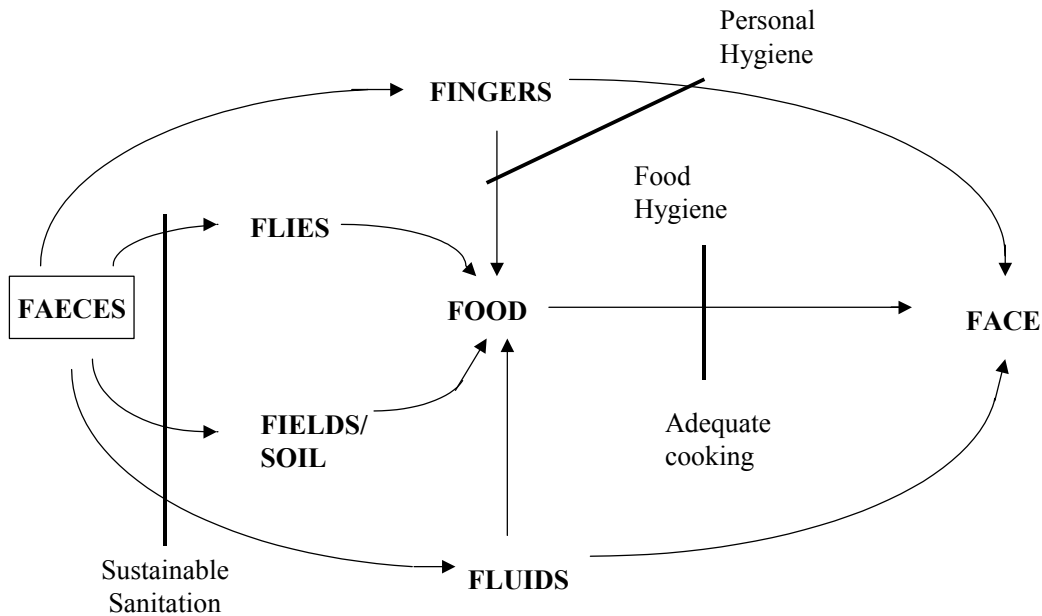 Personal
Hygiene
FINGERS
Food
Hygiene
FLIES
FAECES
FOOD
FACE
FIELDS/
SOIL
Adequate
cooking
Sustainable
Sanitation
FLUIDS